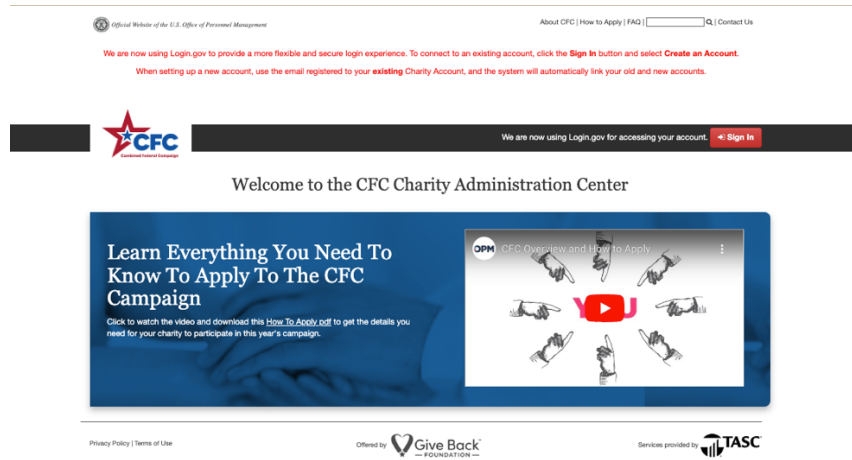 Official Website of the U.S. Office of Personnel Management
About CFC | How to Apply | FAQ | | Contact Us
We are now using Login.gov to provide a more flexible and secure login experience. To connect to an existing account, click the Sign In button and select Create an Account.
When setting up a new account, use the email registered to your existing Charity Account, and the system will automatically link your old and new accounts.
CFC
Combined Federal Campaign
We are now using Login.gov for accessing your account. Sign In
Welcome to the CFC Charity Administration Center
Learn Everything You Need To
Know To Apply To The CFC
Campaign
Click to watch the video and download this How To Apply pdf to get the details you
need for your charity to participate in this year's campaign.
OPM CFC Overview and How to Apply
Privacy Policy | Terms of Use
Offered by Give Back
FOUNDATION
Services provided by TASC